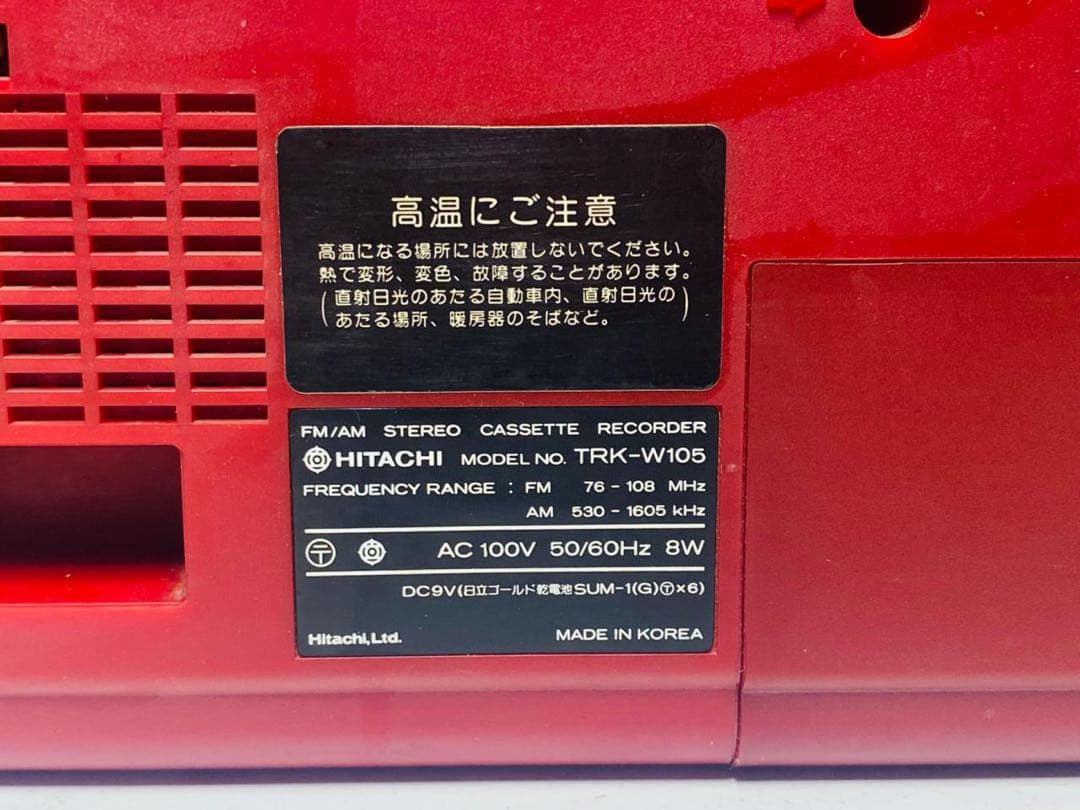 高温にご注意
高温になる場所には放置しないでください。
熱で変形、変色、故障することがあります。
(直射日光のあたる自動車内、直射日光の
あたる場所、暖房器のそばなど。)
FM/AM STEREO CASSETTE RECORDER
HITACHI MODEL NO. TRK-W105
FREQUENCY RANGE : FM 76 - 108 MHz
AM 530 - 1605 kHz
〒 AC 100V 50/60Hz 8W
DC9V(日立ゴールド乾電池SUM-1(G)〒×6)
Hitachi,Ltd. MADE IN KOREA